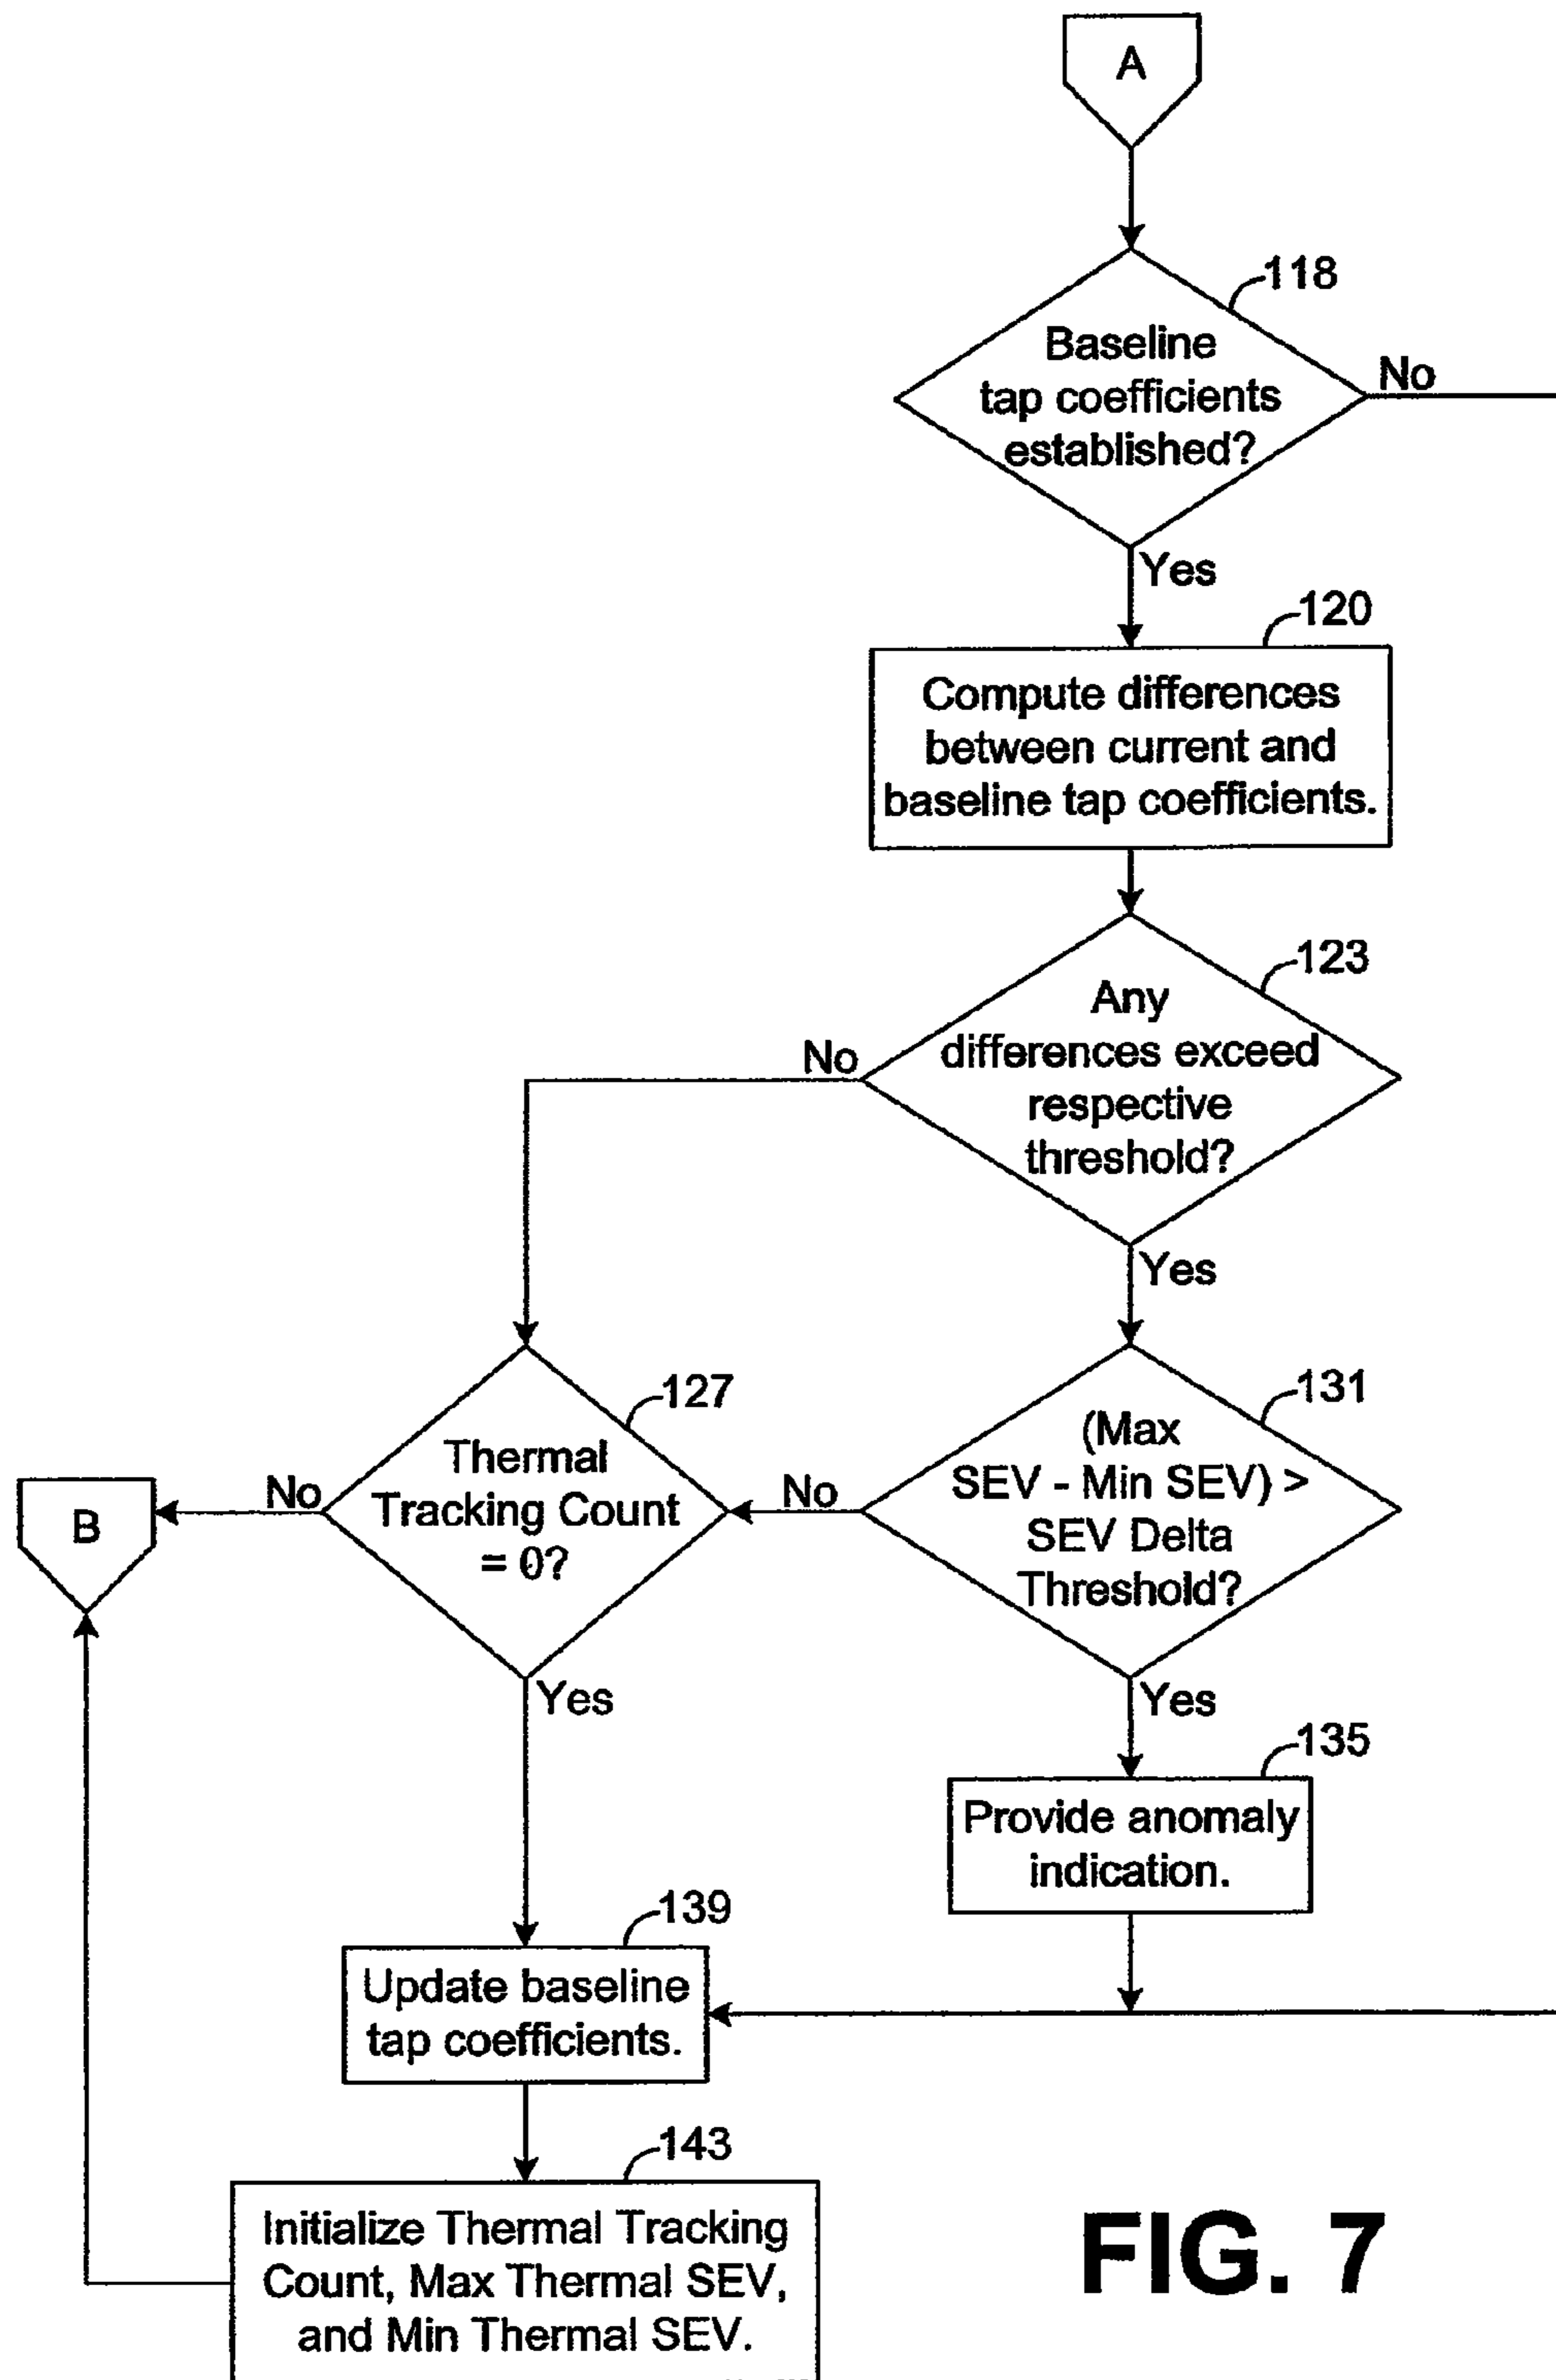 A
118
Baseline
tap coefficients
established?
No
Yes
120
Compute differences
between current and
baseline tap coefficients.
123
Any
differences exceed
respective
threshold?
No
Yes
127
Thermal
Tracking Count
= 0?
No
Yes
131
(Max
SEV - Min SEV) >
SEV Delta
Threshold?
No
Yes
B
135
Provide anomaly
indication.
139
Update baseline
tap coefficients.
143
Initialize Thermal Tracking
Count, Max Thermal SEV,
and Min Thermal SEV.
FIG. 7